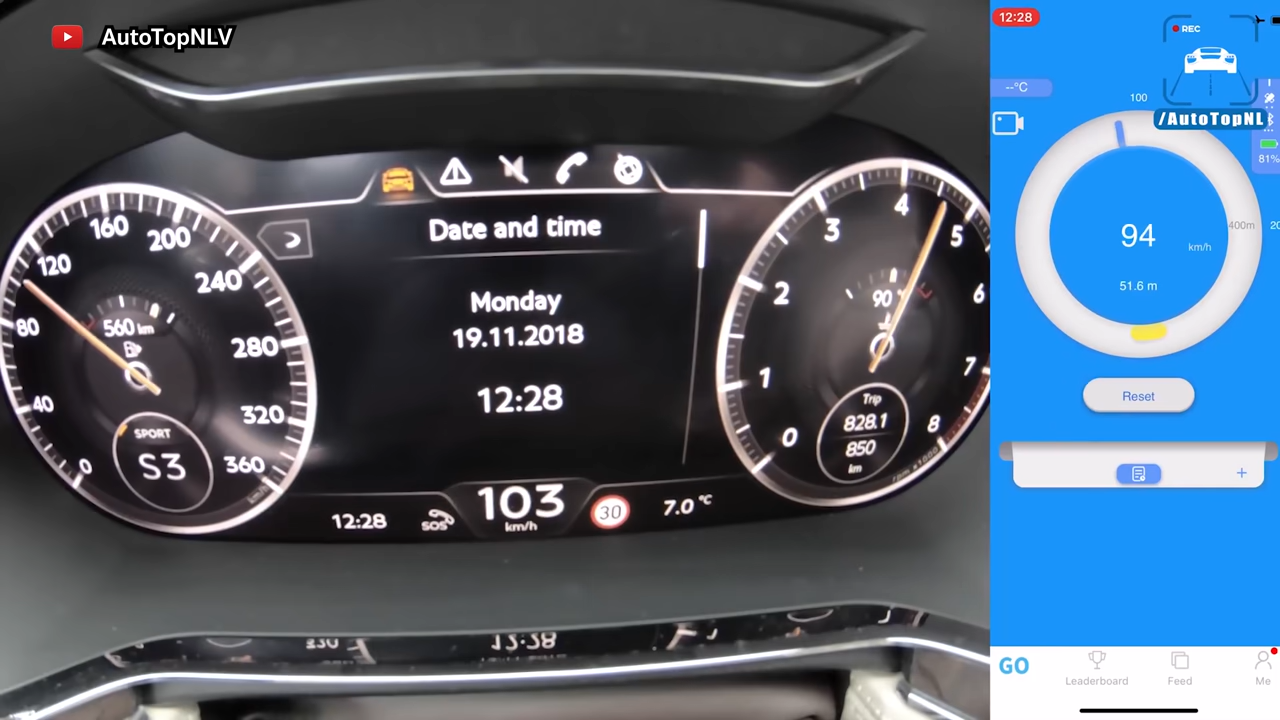 AutoTopNLV
Date and time
Monday
19.11.2018
12:28
0
40
80
120
160
200
240
280
320
360
km/h
560 km
SPORT
S3
0
1
2
3
4
5
6
7
8
90
Trip
828.1
850
km
12:28
SOS
103
km/h
30
7.0 °C
12:28
REC
/AutoTopNL
--°C
100
81%
400m
20
94
km/h
51.6 m
Reset
+
GO
Leaderboard
Feed
Me